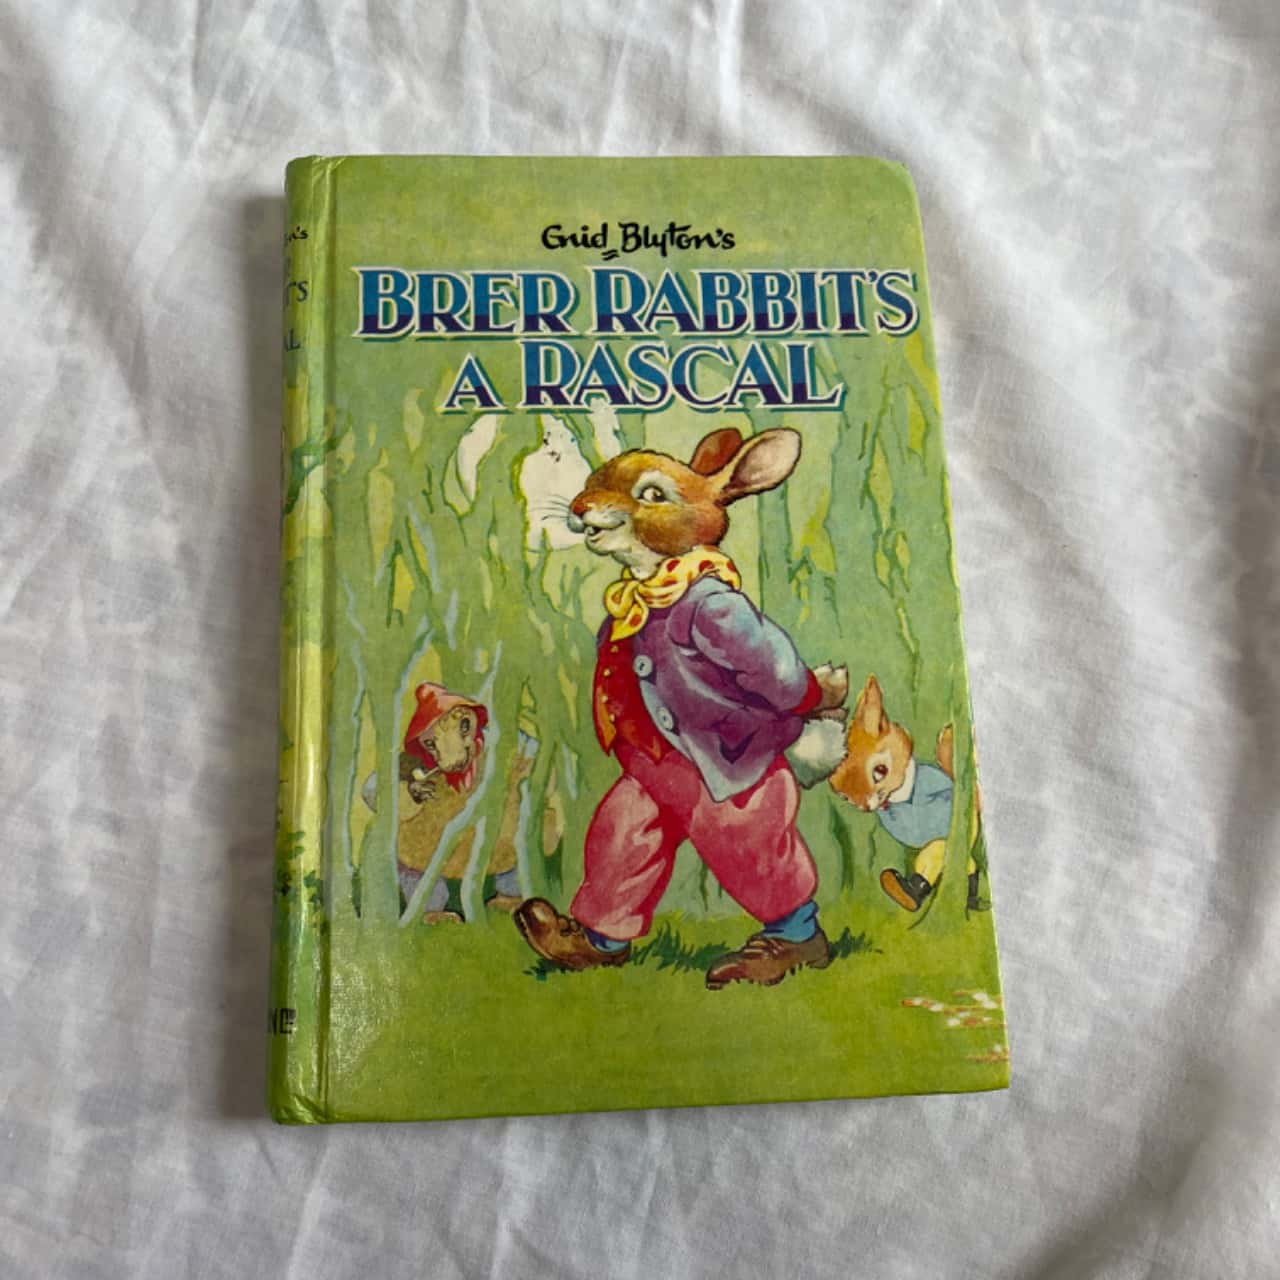 Enid Blyton's
BRER RABBIT'S
A RASCAL